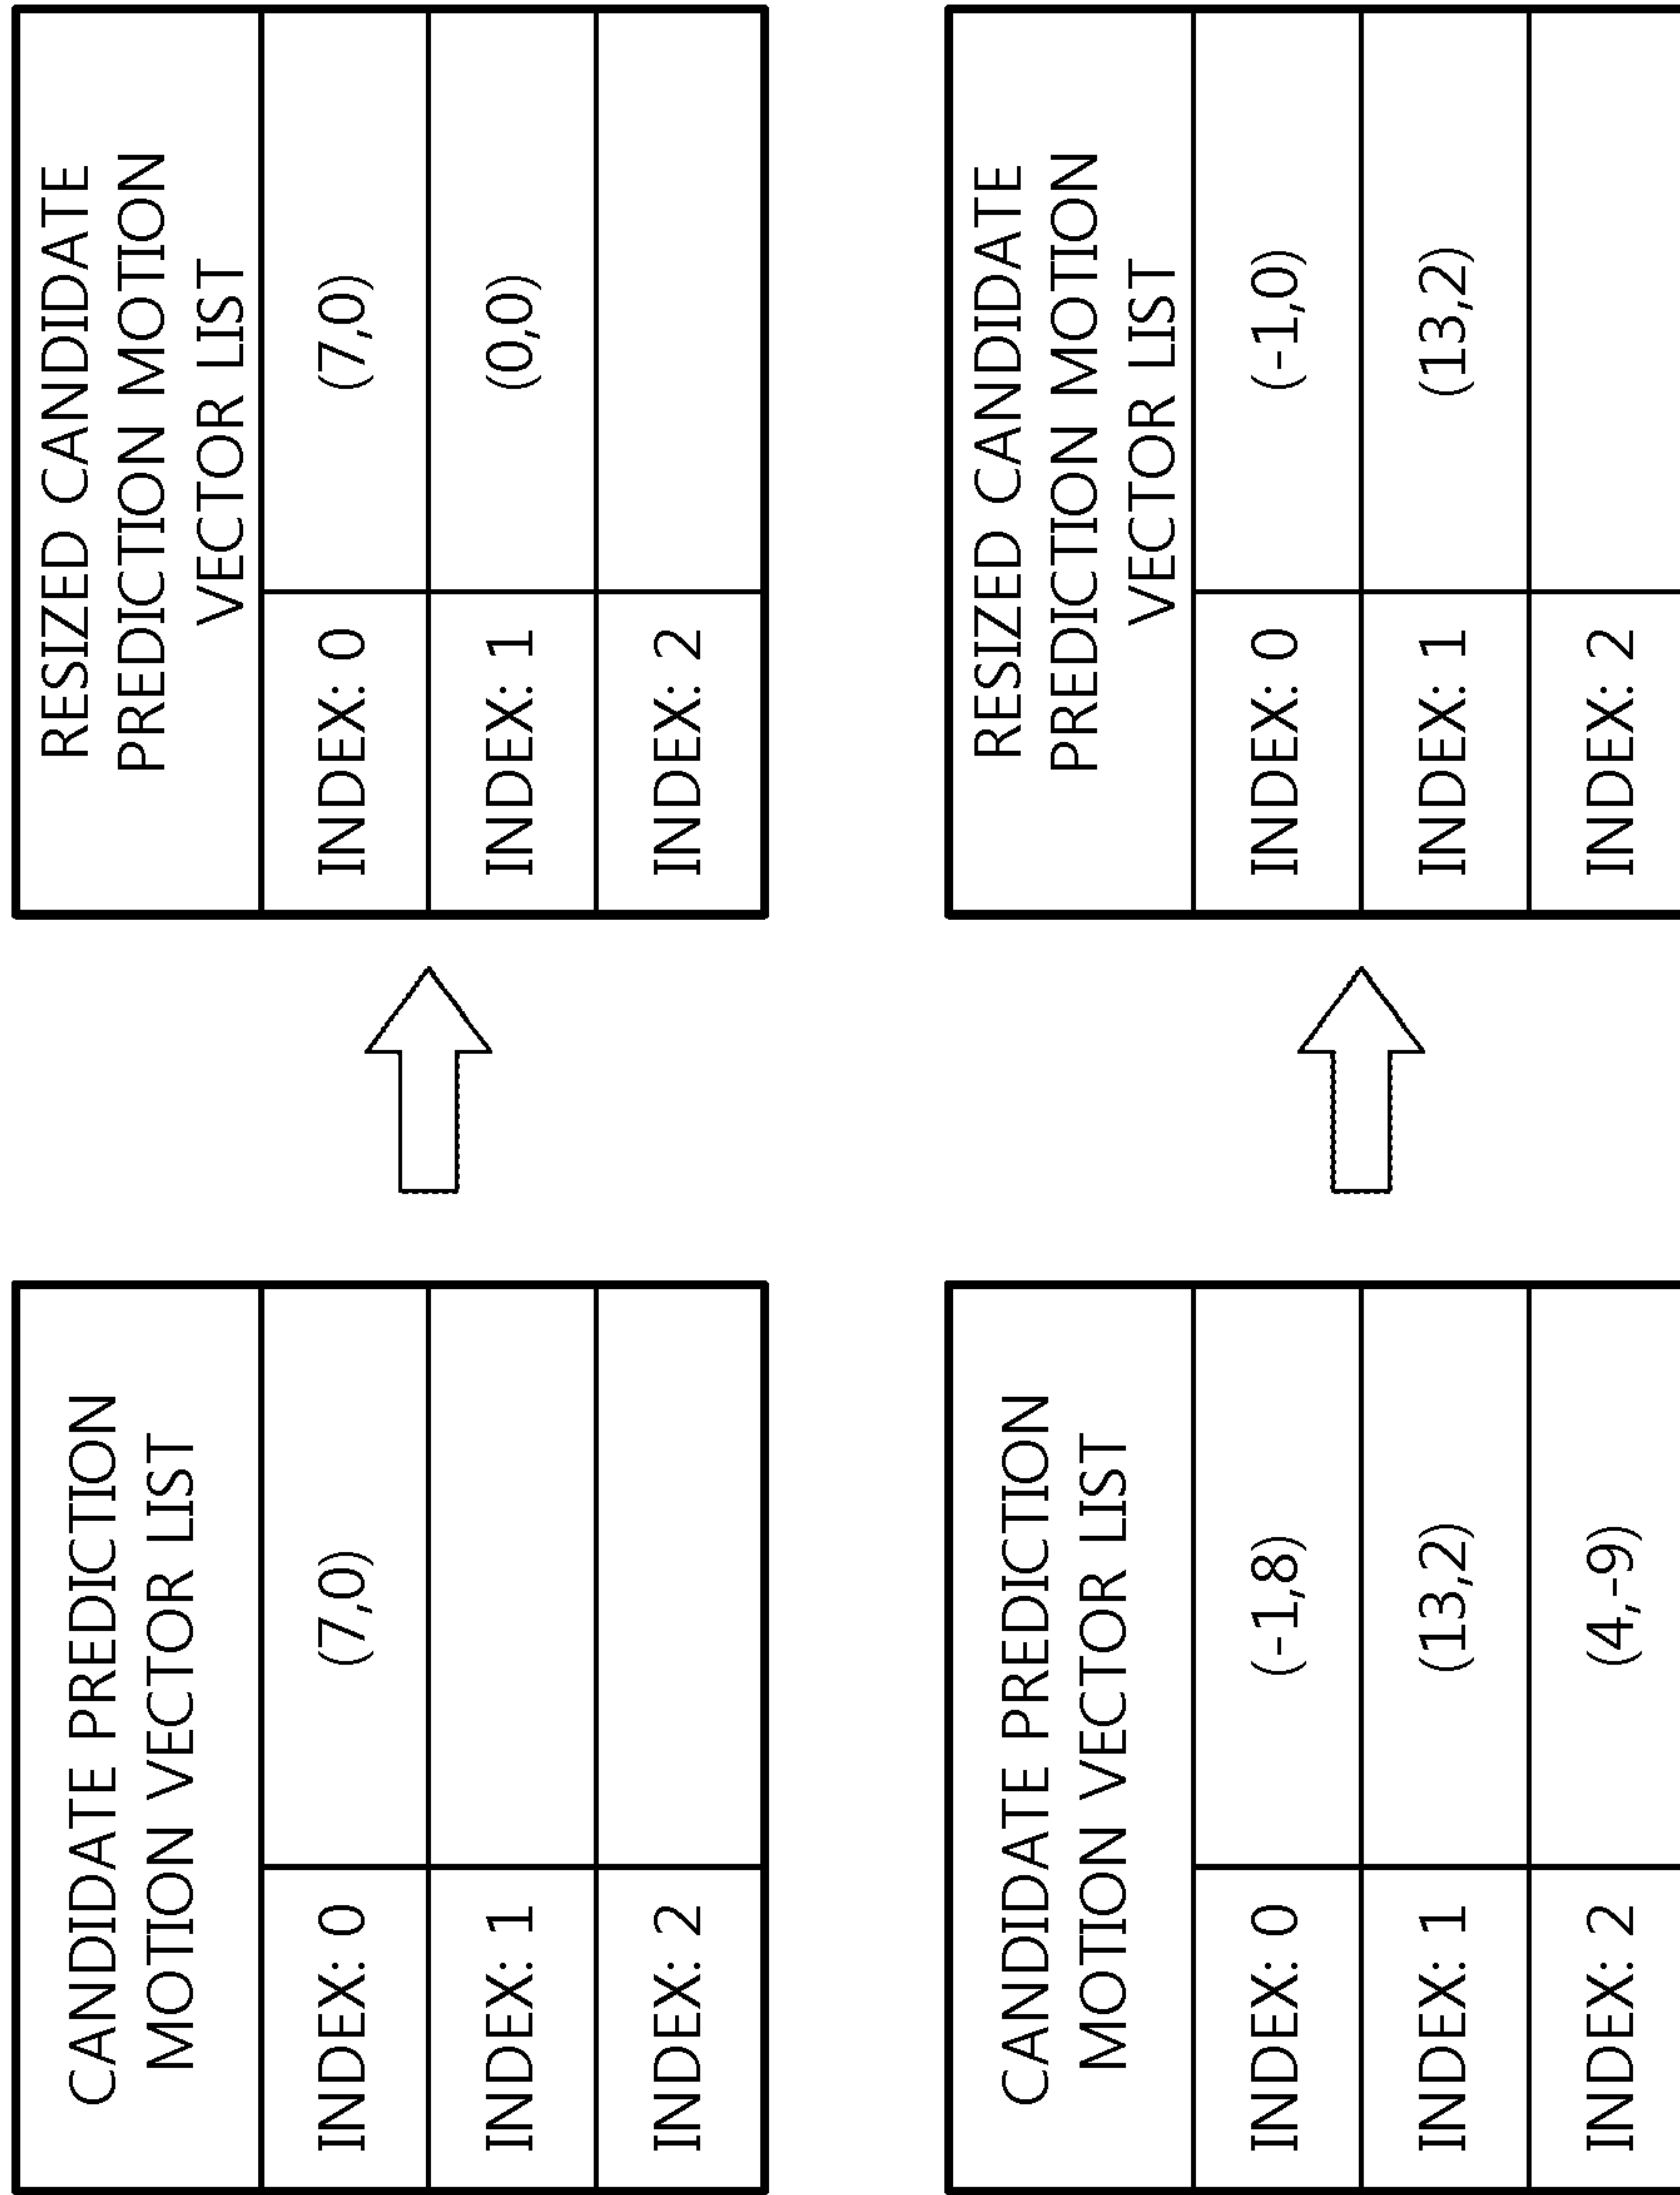 CANDIDATE PREDICTION
MOTION VECTOR LIST
INDEX: 0 (7,0)
INDEX: 1
INDEX: 2
RESIZED CANDIDATE
PREDICTION MOTION
VECTOR LIST
INDEX: 0 (7,0)
INDEX: 1 (0,0)
INDEX: 2
CANDIDATE PREDICTION
MOTION VECTOR LIST
INDEX: 0 (-1,8)
INDEX: 1 (13,2)
INDEX: 2 (4,-9)
RESIZED CANDIDATE
PREDICTION MOTION
VECTOR LIST
INDEX: 0 (-1,0)
INDEX: 1 (13,2)
INDEX: 2